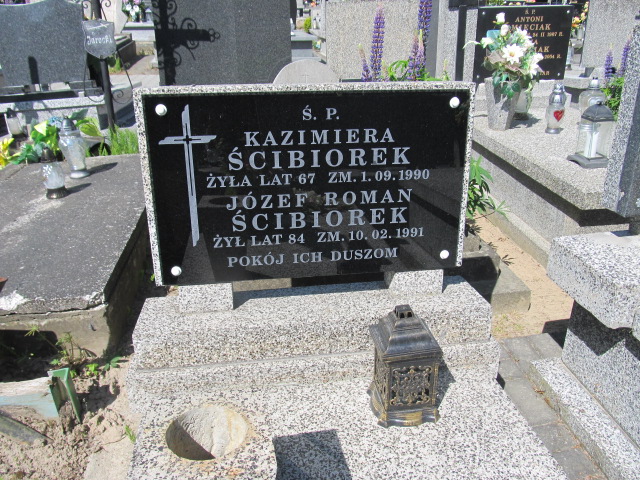 Ś. P.
KAZIMIERA
ŚCIBIOREK
ŻYŁA LAT 67 ZM. 1.09.1990
JÓZEF ROMAN
ŚCIBIOREK
ŻYŁ LAT 84 ZM. 10.02.1991
POKÓJ ICH DUSZOM
Ś.P.
ANTONI